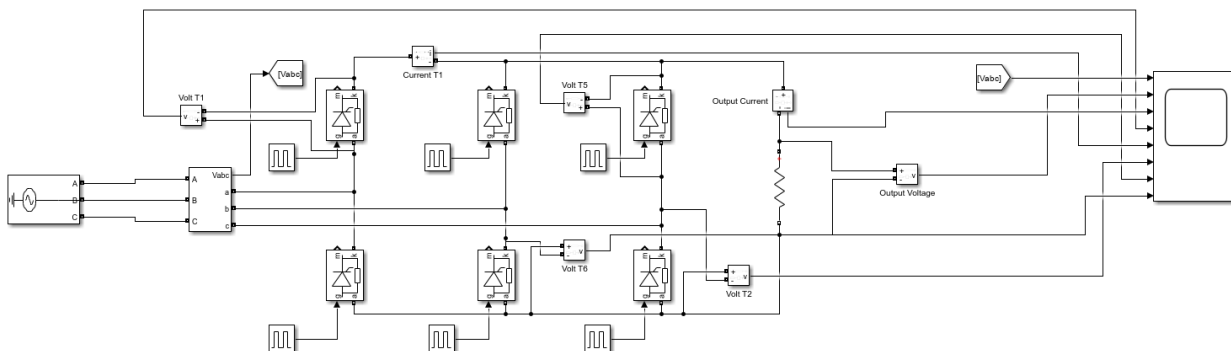 [Vabc]
Current T1
Volt T1
Volt T5
[Vabc]
Output Current
m k
m k
m k
g a
g a
g a
A A Vabc
B B a
C C b
c
Output Voltage
Volt T6
Volt T2
m k
m k
m k
g a
g a
g a
v
v
v
v
v